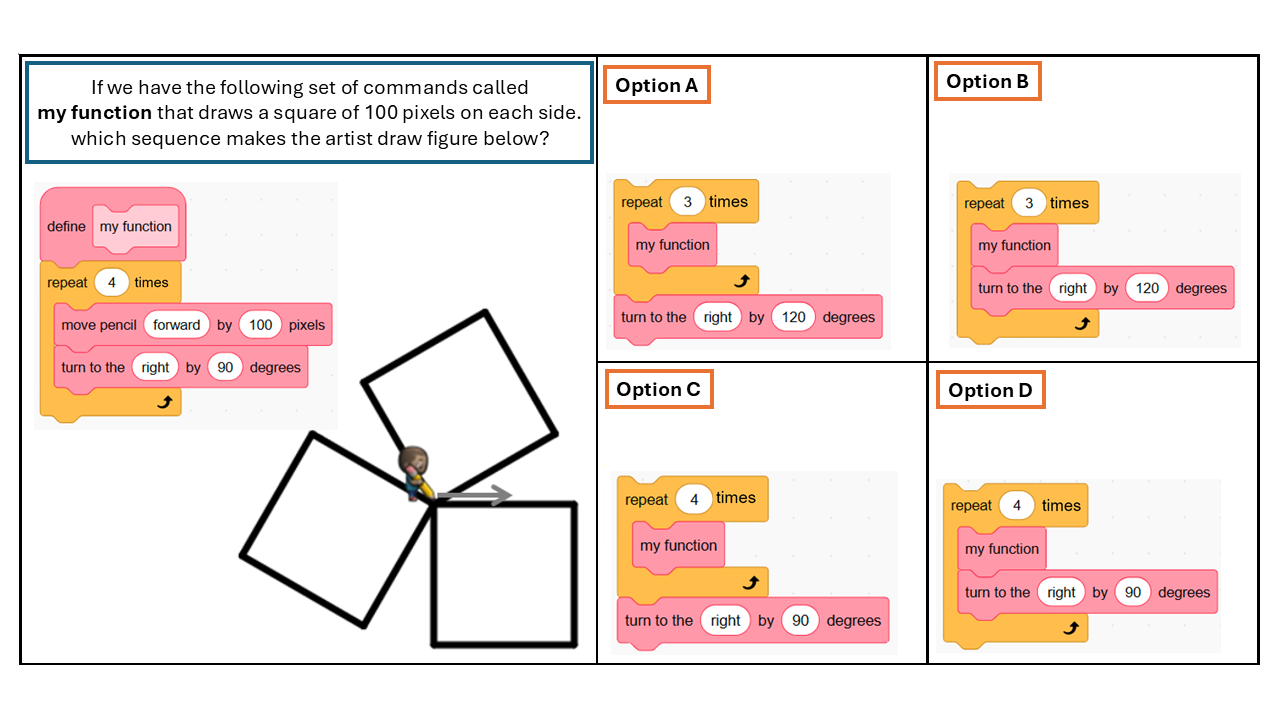 If we have the following set of commands called
my function that draws a square of 100 pixels on each side.
which sequence makes the artist draw figure below?
define my function
repeat 4 times
move pencil forward by 100 pixels
turn to the right by 90 degrees
Option A
repeat 3 times
my function
turn to the right by 120 degrees
Option B
repeat 3 times
my function
turn to the right by 120 degrees
Option C
repeat 4 times
my function
turn to the right by 90 degrees
Option D
repeat 4 times
my function
turn to the right by 90 degrees